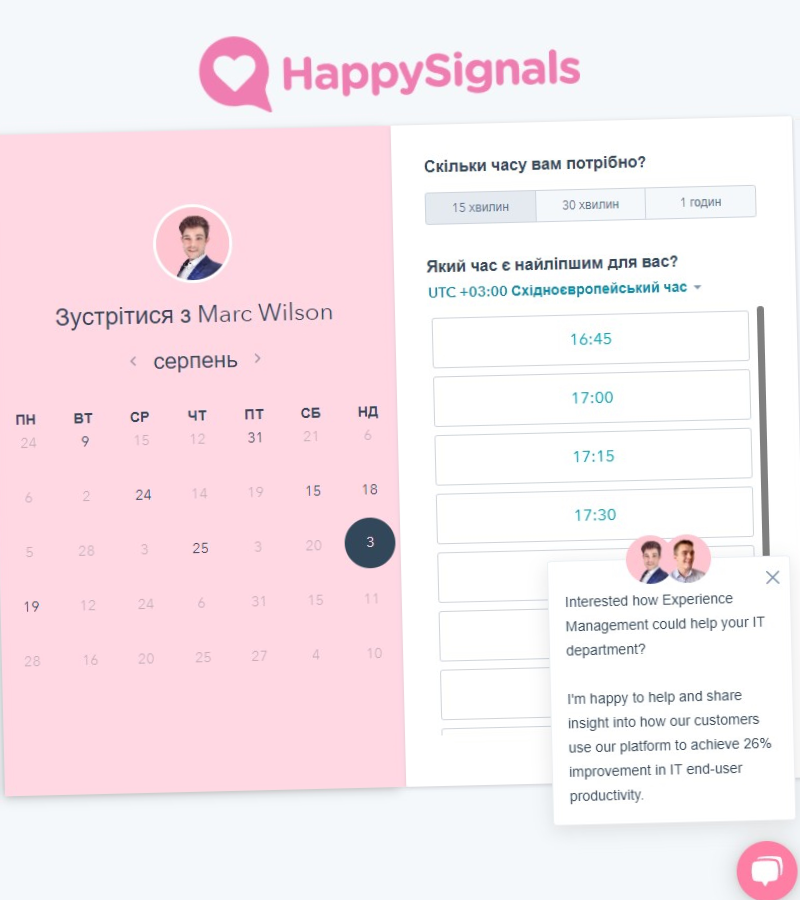 HappySignals
Зустрітися з Marc Wilson
серпень
ПН ВТ СР ЧТ ПТ СБ НД
24 9 15 12 31 21 6
6 2 24 14 19 15 18
5 28 3 25 3 20 3
19 12 24 6 31 15 11
28 16 20 25 27 4 10
Скільки часу вам потрібно?
15 хвилин 30 хвилин 1 годин
Який час є найліпшим для вас?
UTC +03:00 Східноєвропейський час
16:45
17:00
17:15
17:30
Interested how Experience
Management could help your IT
department?
I'm happy to help and share
insight into how our customers
use our platform to achieve 26%
improvement in IT end-user
productivity.